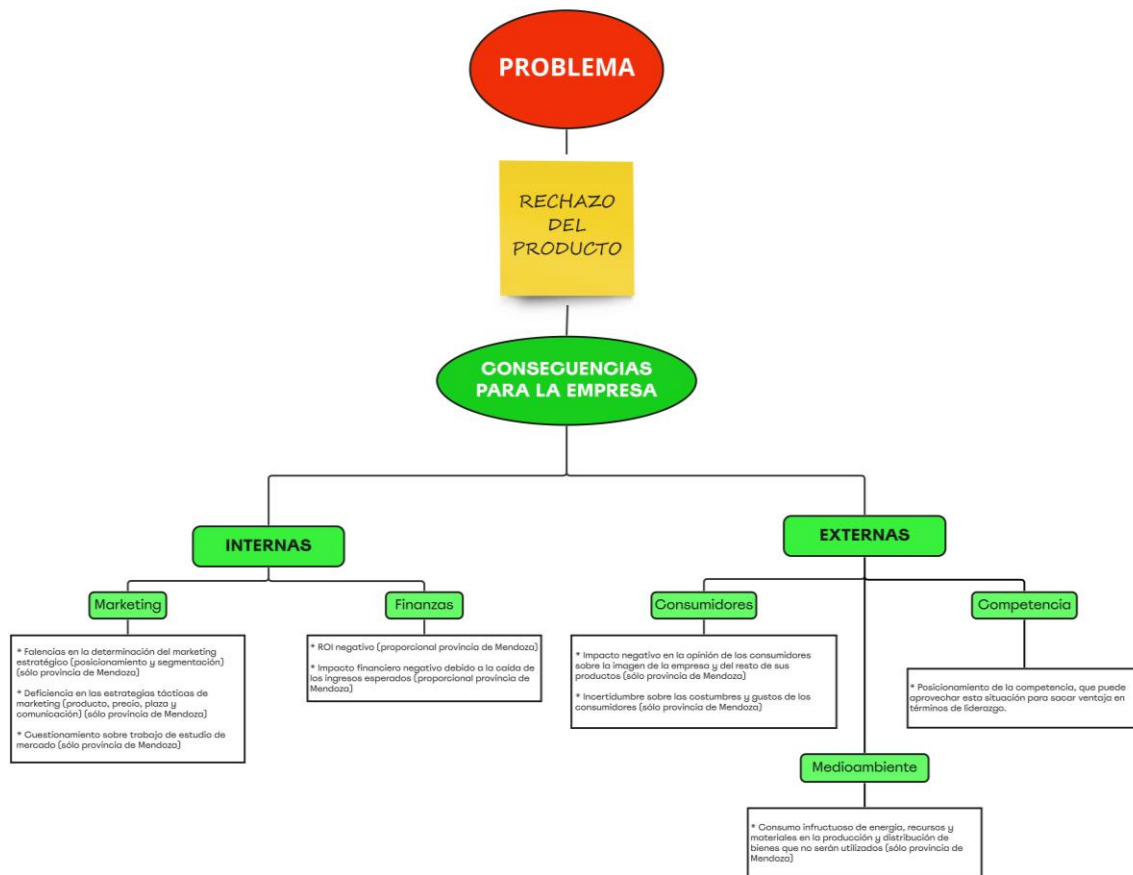 PROBLEMA
RECHAZO
DEL
PRODUCTO
CONSECUENCIAS
PARA LA EMPRESA
INTERNAS
EXTERNAS
Marketing
Finanzas
Consumidores
Competencia
* Falencias en la determinación del marketing
estratégico (posicionamiento y segmentación)
(sólo provincia de Mendoza)
* Deficiencia en las estrategias tácticas de
marketing (producto, precio, plaza y
comunicación) (sólo provincia de Mendoza)
* Cuestionamiento sobre trabajo de estudio de
mercado (sólo provincia de Mendoza)
* ROI negativo (proporcional provincia de Mendoza)
* Impacto financiero negativo debido a la caída de
los ingresos esperados (proporcional provincia de
Mendoza)
* Impacto negativo en la opinión de los consumidores
sobre la imagen de la empresa y del resto de sus
productos (sólo provincia de Mendoza)
* Incertidumbre sobre las costumbres y gustos de los
consumidores (sólo provincia de Mendoza)
* Posicionamiento de la competencia, que puede
aprovechar esta situación para sacar ventaja en
términos de liderazgo.
Medioambiente
* Consumo infructuoso de energía, recursos y
materiales en la producción y distribución de
bienes que no serán utilizados (sólo provincia de
Mendoza)